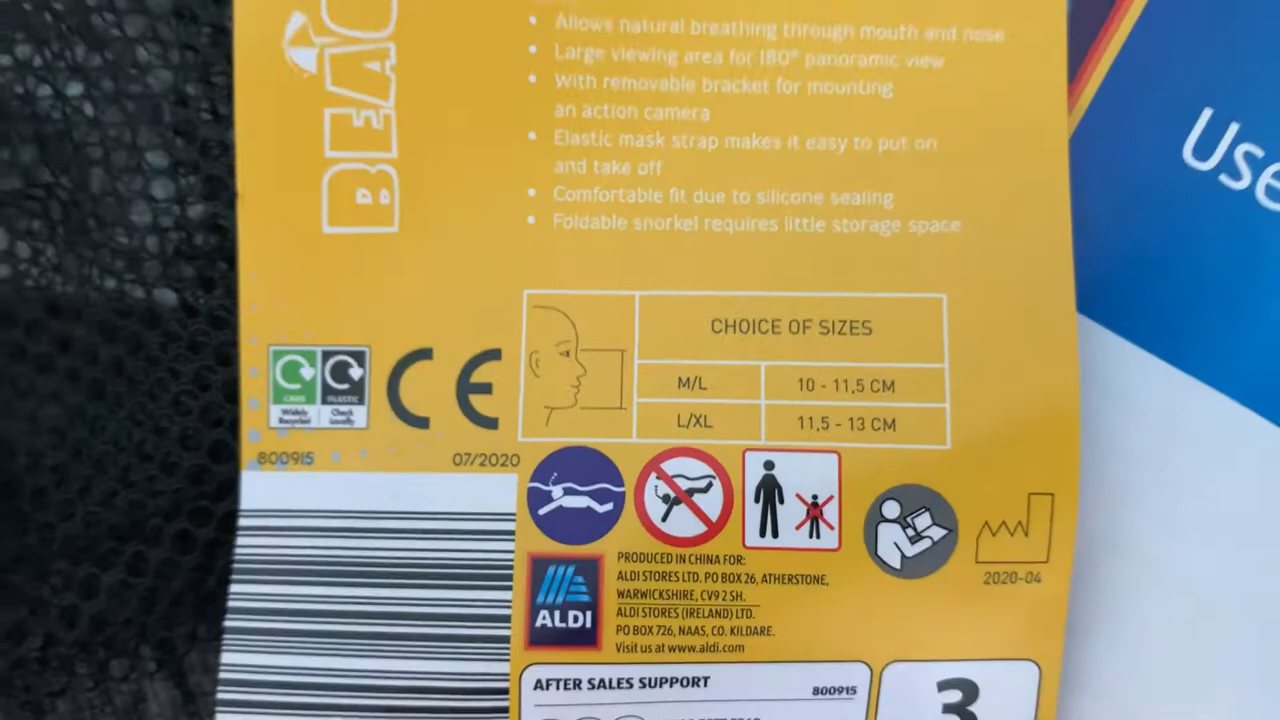 BEAC
Allows natural breathing through mouth and nose
Large viewing area for 180° panoramic view
With removable bracket for mounting
an action camera
Elastic mask strap makes it easy to put on
and take off
Comfortable fit due to silicone sealing
Foldable snorkel requires little storage space
Use
CHOICE OF SIZES
M/L 10 - 11,5 CM
L/XL 11,5 - 13 CM
CARD PLASTIC
Widely Check
Recycled Locally
CE
800915 07/2020
2020-04
ALDI
PRODUCED IN CHINA FOR:
ALDI STORES LTD. PO BOX 26, ATHERSTONE,
WARWICKSHIRE, CV9 2 SH.
ALDI STORES (IRELAND) LTD.
PO BOX 726, NAAS, CO. KILDARE.
Visit us at www.aldi.com
AFTER SALES SUPPORT 800915
3